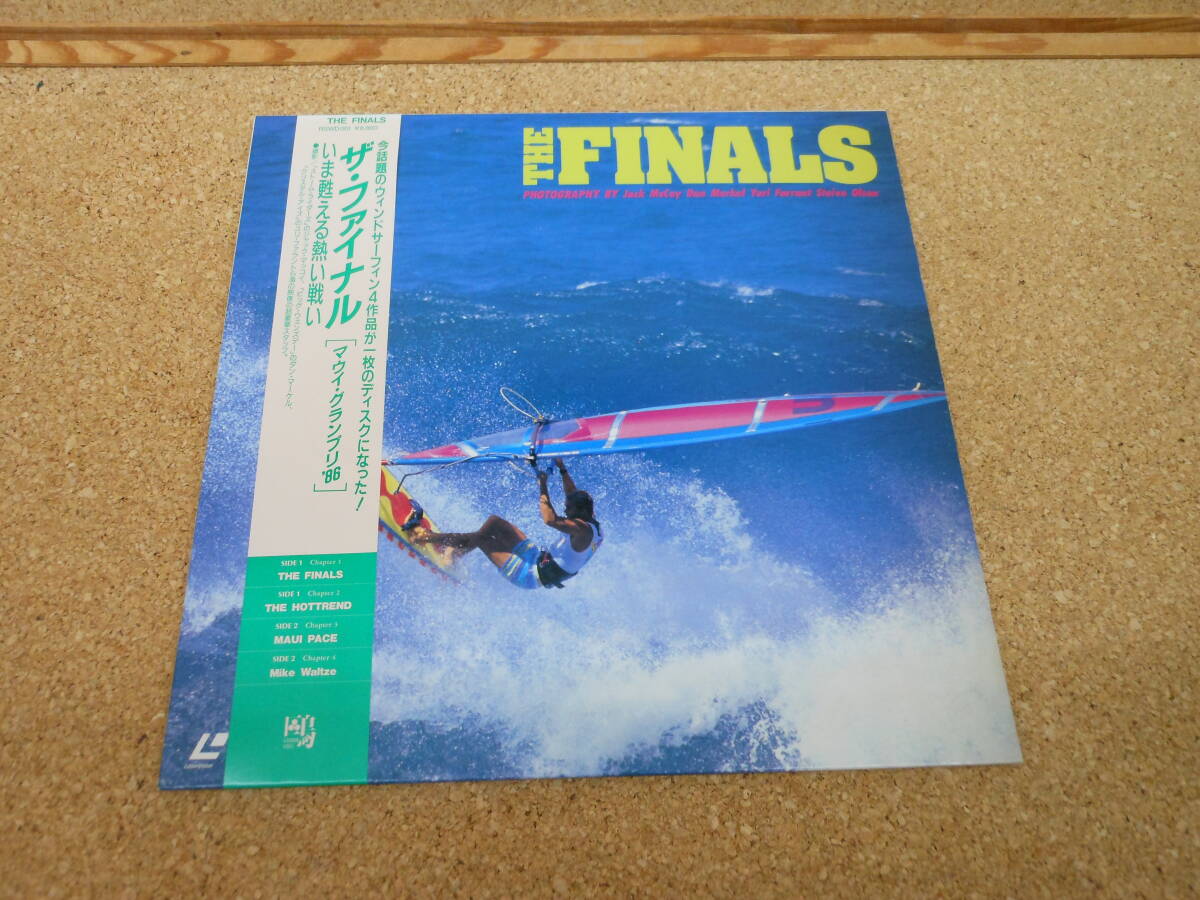 THE FINALS
今話題のウィンドサーフィン4作品が一枚のディスクになった!
ザ・ファイナル
[マウイ・グランプリ'86]
いま甦える熱い戦い
SIDE 1 Chapter 1
THE FINALS
SIDE 1 Chapter 2
THE HOTTREND
SIDE 2 Chapter 3
MAUI PACE
SIDE 2 Chapter 4
Mike Waltze
THE FINALS
PHOTOGRAPHY BY Jack McCoy Dan Merkel Yuri Farrant Steive Olson